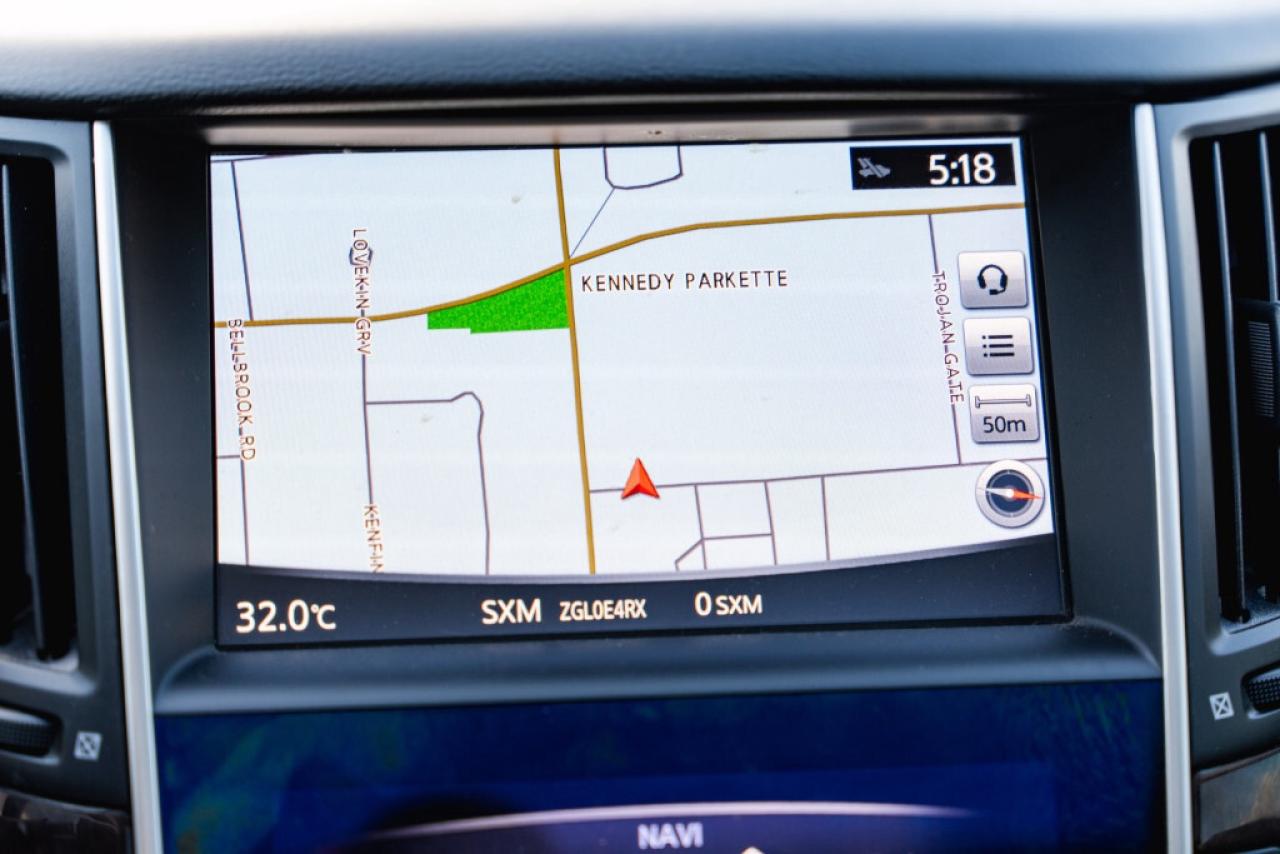 5:18
LOVEKIN GRV
KENNEDY PARKETTE
TROJAN GATE
BELLBROOK RD
50m
KENFIN
32.0°C
SXM ZGL0E4RX 0 SXM
NAVI